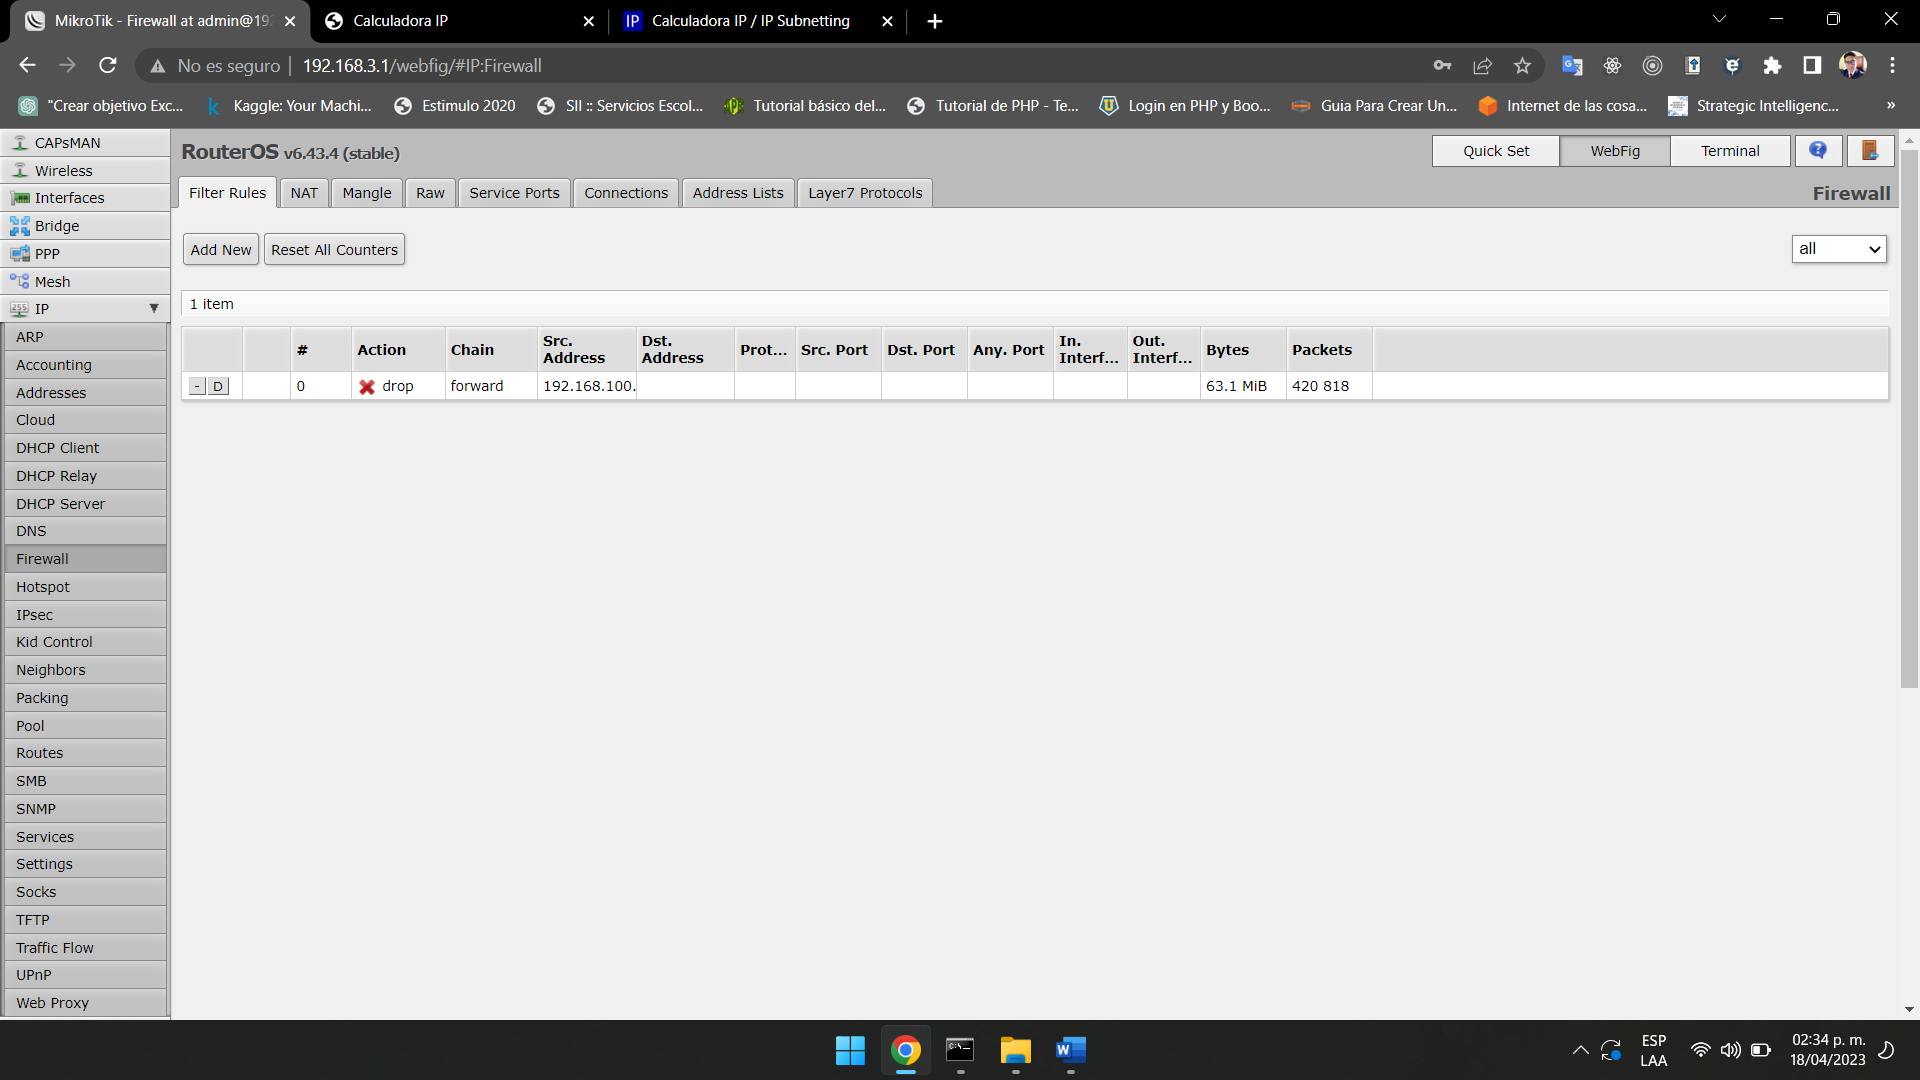 MikroTik - Firewall at admin@192
Calculadora IP
IP Calculadora IP / IP Subnetting
No es seguro 192.168.3.1/webfig/#IP:Firewall
"Crear objetivo Exc...
Kaggle: Your Machi...
Estimulo 2020
SII :: Servicios Escol...
Tutorial básico del...
Tutorial de PHP - Te...
Login en PHP y Boo...
Guia Para Crear Un...
Internet de las cosa...
Strategic Intelligenc...
»
CAPsMAN
Wireless
Interfaces
Bridge
PPP
Mesh
IP
ARP
Accounting
Addresses
Cloud
DHCP Client
DHCP Relay
DHCP Server
DNS
Firewall
Hotspot
IPsec
Kid Control
Neighbors
Packing
Pool
Routes
SMB
SNMP
Services
Settings
Socks
TFTP
Traffic Flow
UPnP
Web Proxy
RouterOS v6.43.4 (stable)
Quick Set WebFig Terminal
Filter Rules NAT Mangle Raw Service Ports Connections Address Lists Layer7 Protocols
Firewall
Add New Reset All Counters
all
1 item
# Action Chain Src. Address Dst. Address Prot... Src. Port Dst. Port Any. Port In. Interf... Out. Interf... Bytes Packets
- D 0 drop forward 192.168.100. 63.1 MiB 420 818
ESP
LAA
02:34 p. m.
18/04/2023